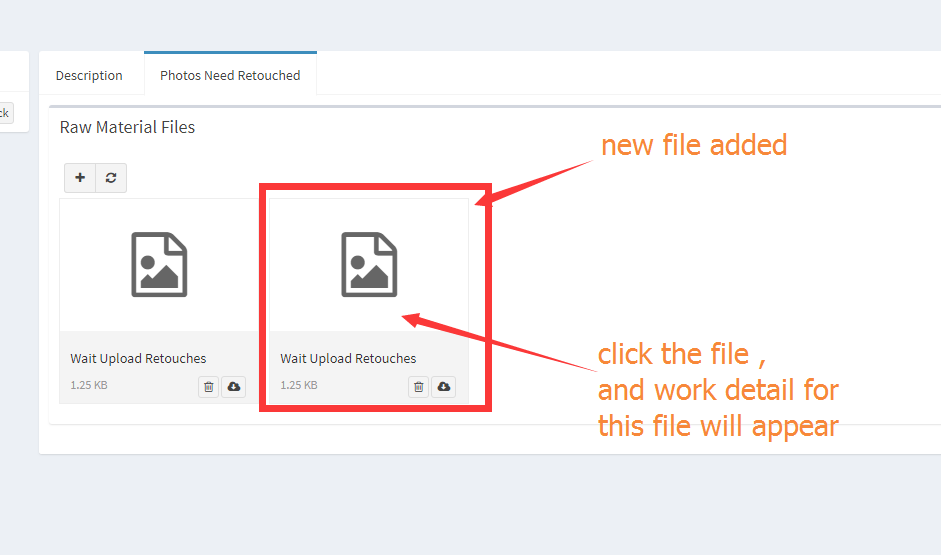 Description
Photos Need Retouched
ck
Raw Material Files
new file added
Wait Upload Retouches
1.25 KB
Wait Upload Retouches
1.25 KB
click the file ,
and work detail for
this file will appear